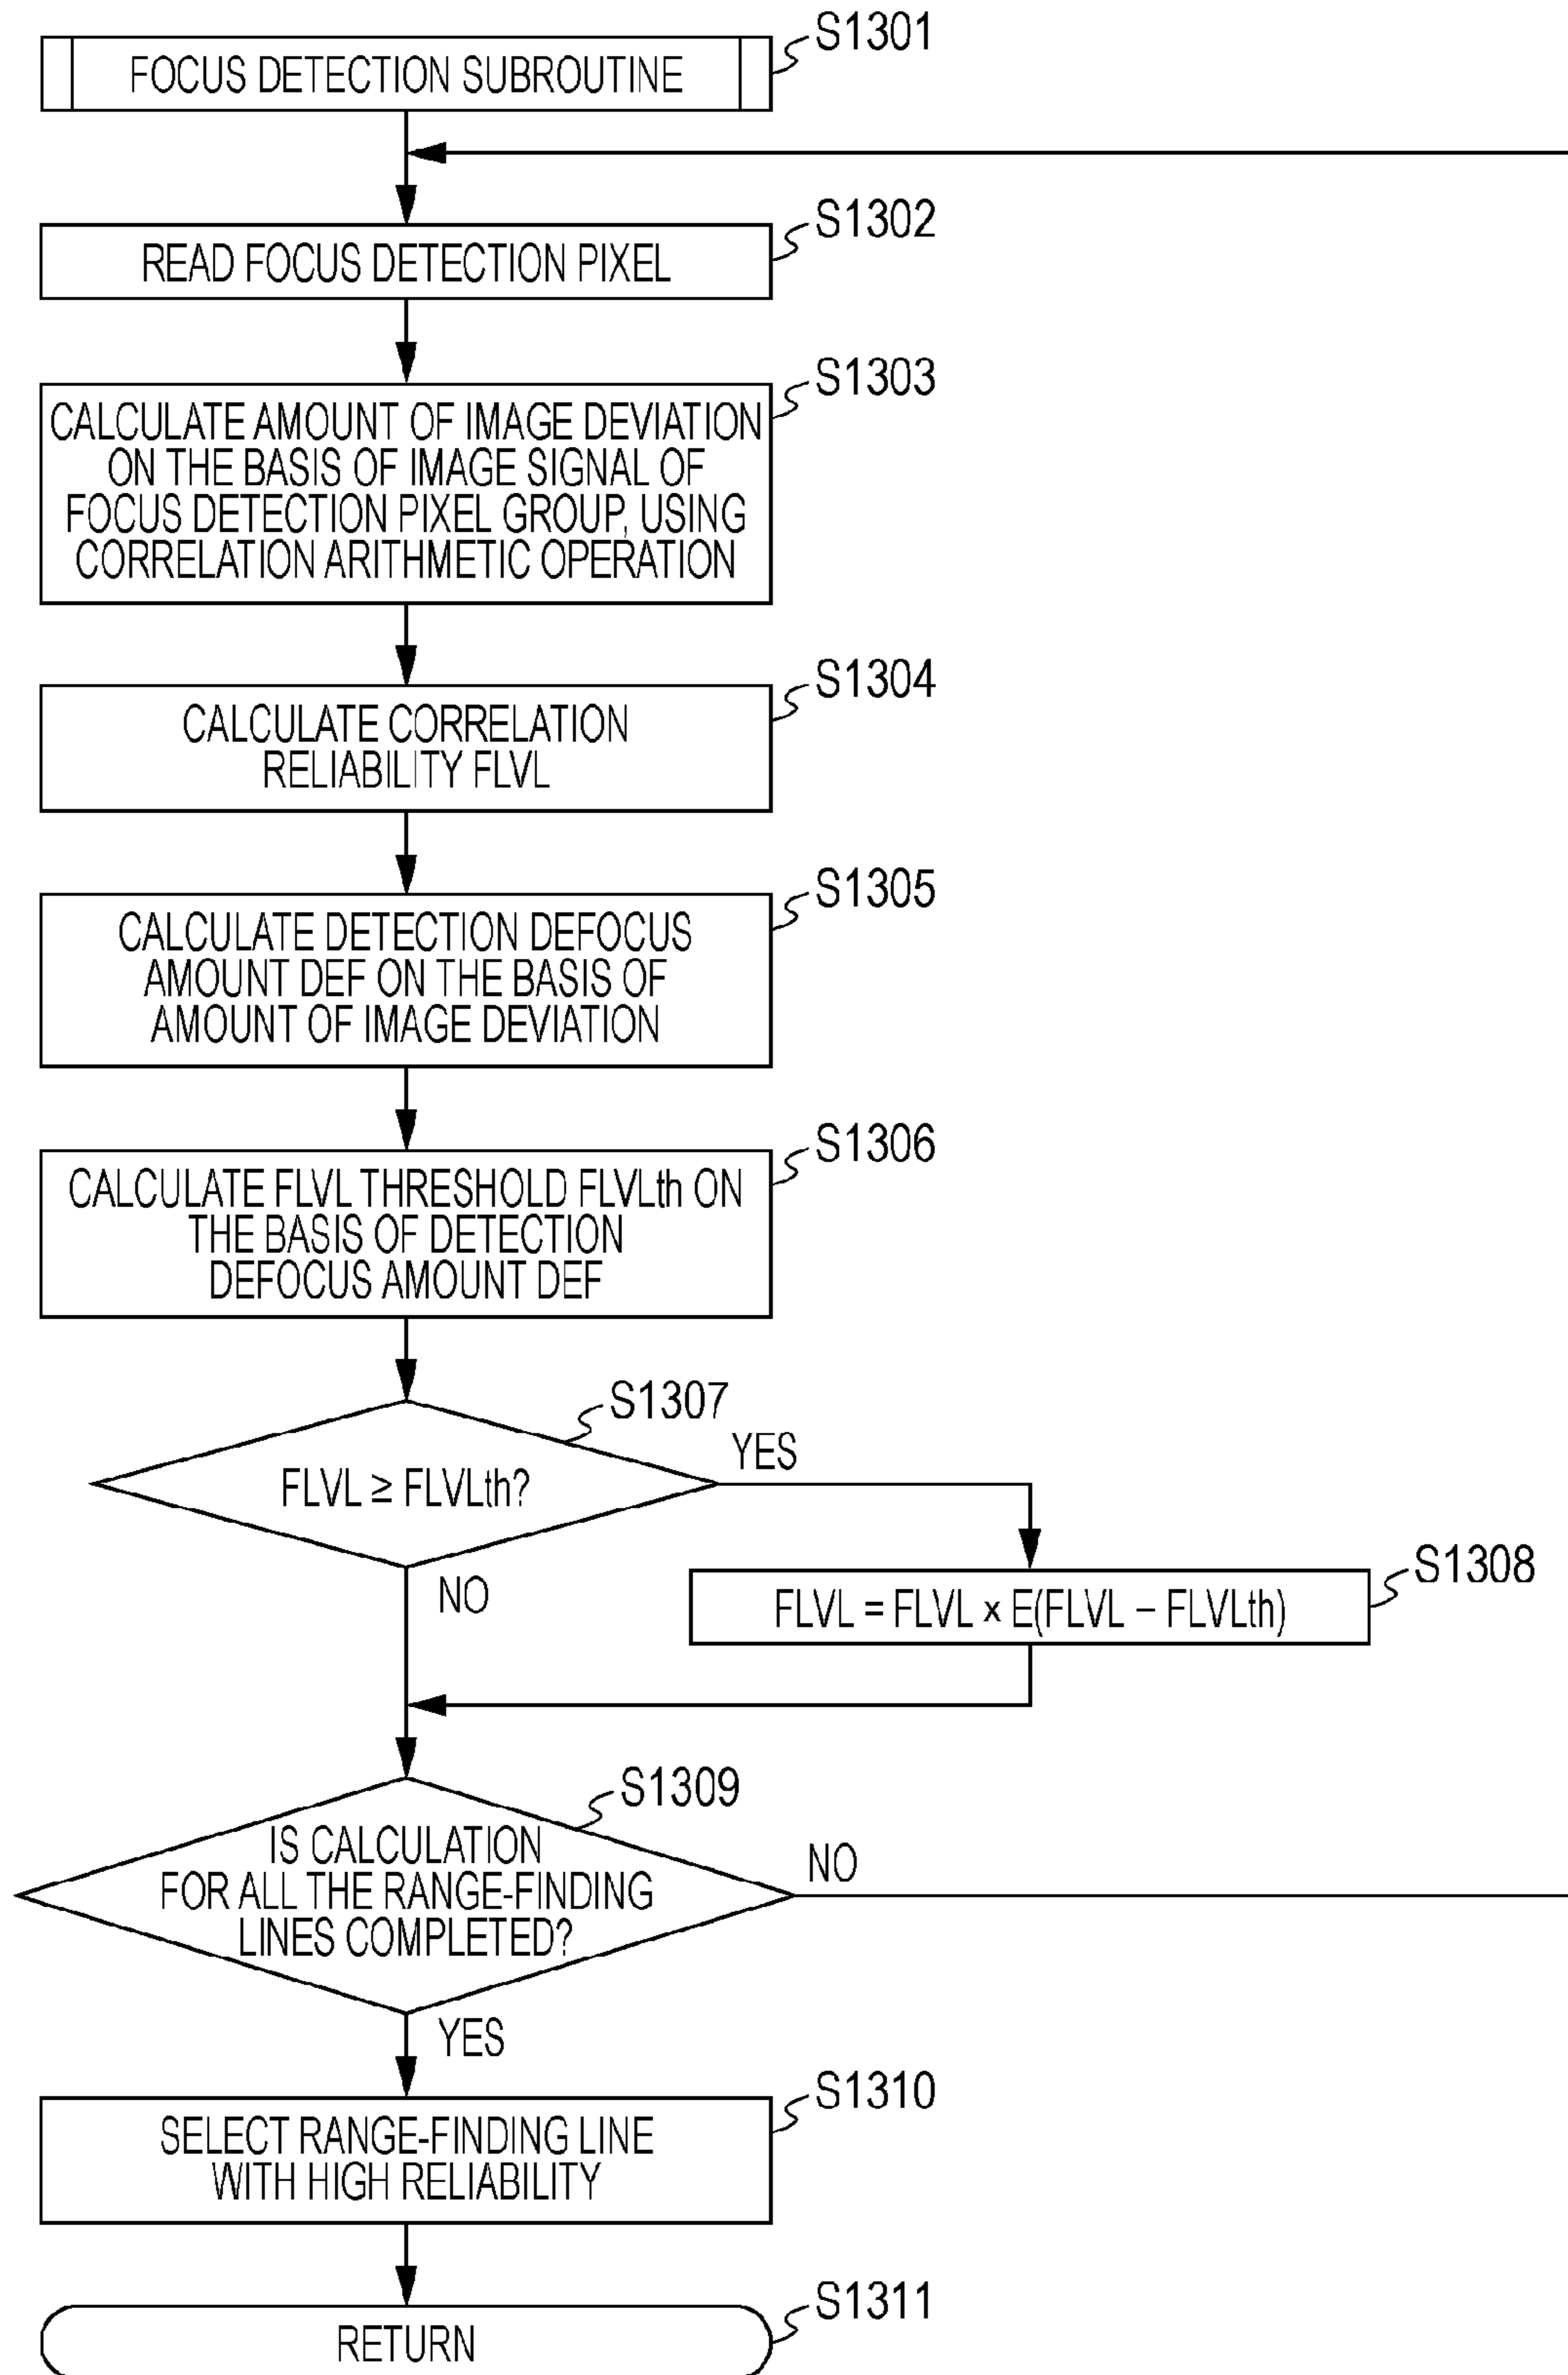 S1301
FOCUS DETECTION SUBROUTINE
S1302
READ FOCUS DETECTION PIXEL
S1303
CALCULATE AMOUNT OF IMAGE DEVIATION
ON THE BASIS OF IMAGE SIGNAL OF
FOCUS DETECTION PIXEL GROUP, USING
CORRELATION ARITHMETIC OPERATION
S1304
CALCULATE CORRELATION
RELIABILITY FLVL
S1305
CALCULATE DETECTION DEFOCUS
AMOUNT DEF ON THE BASIS OF
AMOUNT OF IMAGE DEVIATION
S1306
CALCULATE FLVL THRESHOLD FLVLth ON
THE BASIS OF DETECTION
DEFOCUS AMOUNT DEF
S1307
YES
FLVL ≥ FLVLth?
NO
S1308
FLVL = FLVL x E(FLVL – FLVLth)
S1309
IS CALCULATION
FOR ALL THE RANGE-FINDING
LINES COMPLETED?
NO
YES
S1310
SELECT RANGE-FINDING LINE
WITH HIGH RELIABILITY
S1311
RETURN